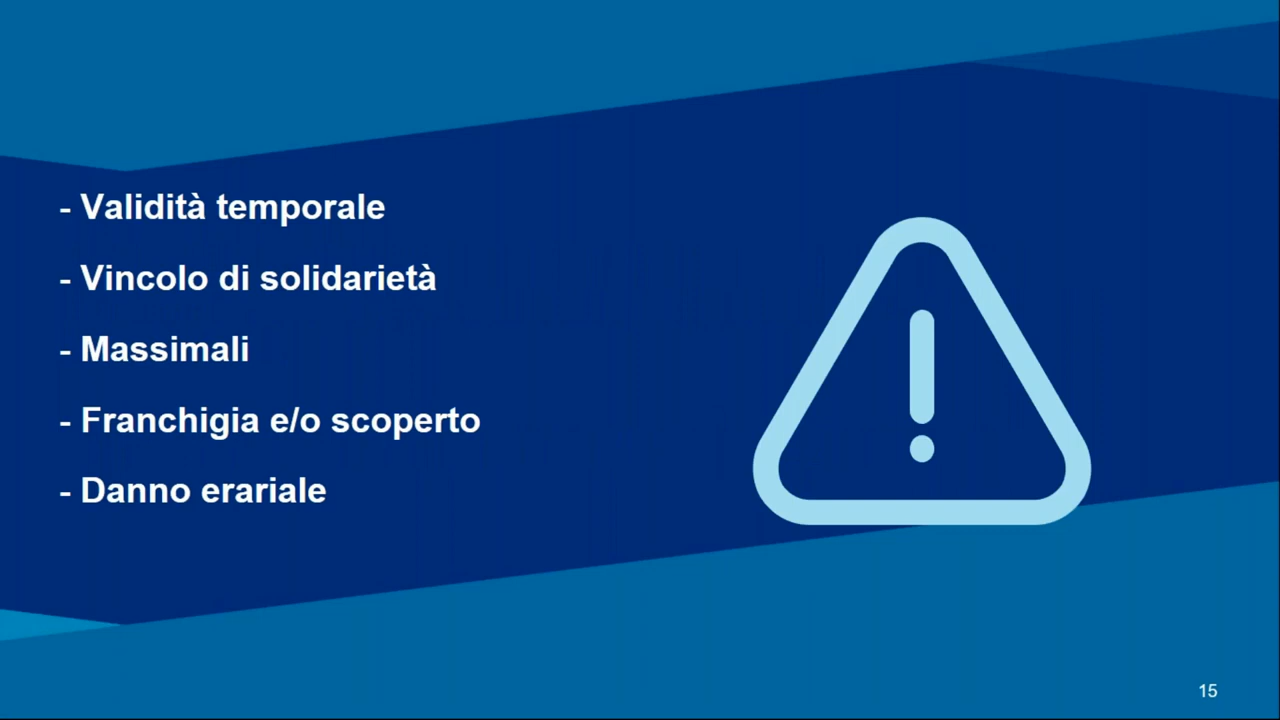 - Validità temporale
- Vincolo di solidarietà
- Massimali
- Franchigia e/o scoperto
- Danno erariale
15